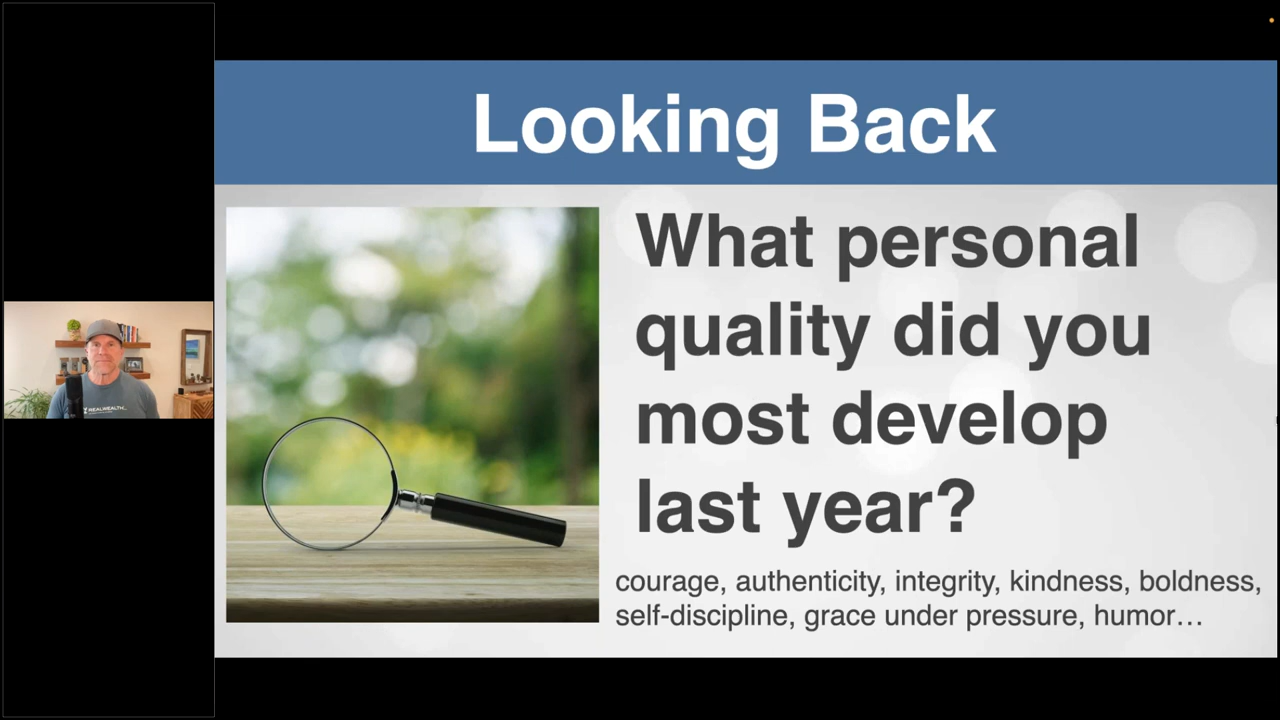 Looking Back
What personal
quality did you
most develop
last year?
courage, authenticity, integrity, kindness, boldness,
self-discipline, grace under pressure, humor…
REALWEALTH